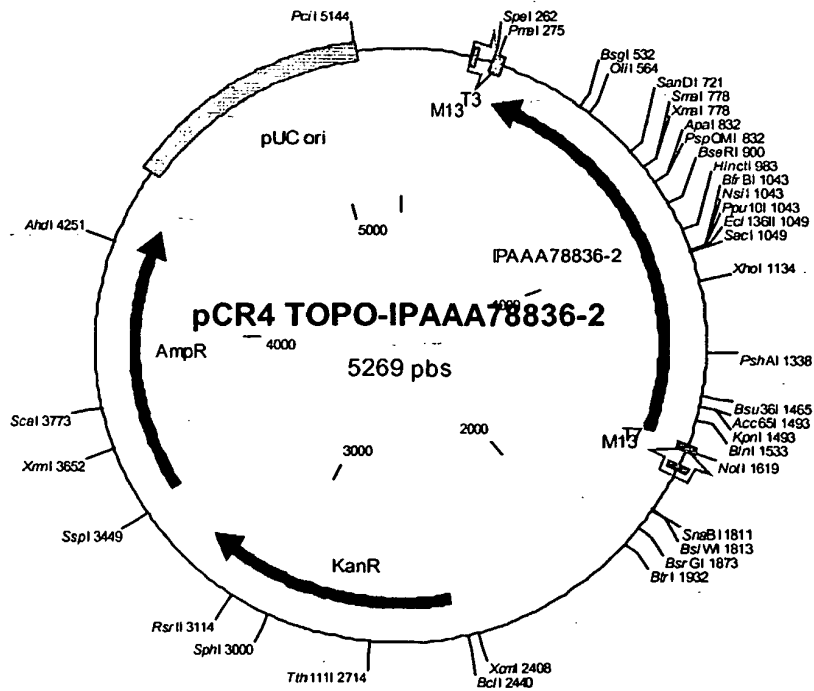 PciI 5144
SpeI 262
PmeI 275
BsgI 532
OliI 564
SanDI 721
SmaI 778
XmaI 778
ApaI 832
PspOMI 832
BseRI 900
HincII 983
BfrBI 1043
NsiI 1043
Ppu10I 1043
Ecl136II 1049
SacI 1049
XhoI 1134
PshAI 1338
Bsu36I 1465
Acc65I 1493
KpnI 1493
BlnI 1533
NotI 1619
SnaBI 1811
BsiWI 1813
BsrGI 1873
BtrI 1932
XcmI 2408
BclI 2440
Tth111I 2714
SphI 3000
RsrII 3114
SspI 3449
XmnI 3652
ScaI 3773
AhdI 4251
pUC ori
M13
T3
IPAAA78836-2
5000
1000
pCR4 TOPO-IPAAA78836-2
5269 pbs
4000
AmpR
3000
2000
M13
T7
KanR